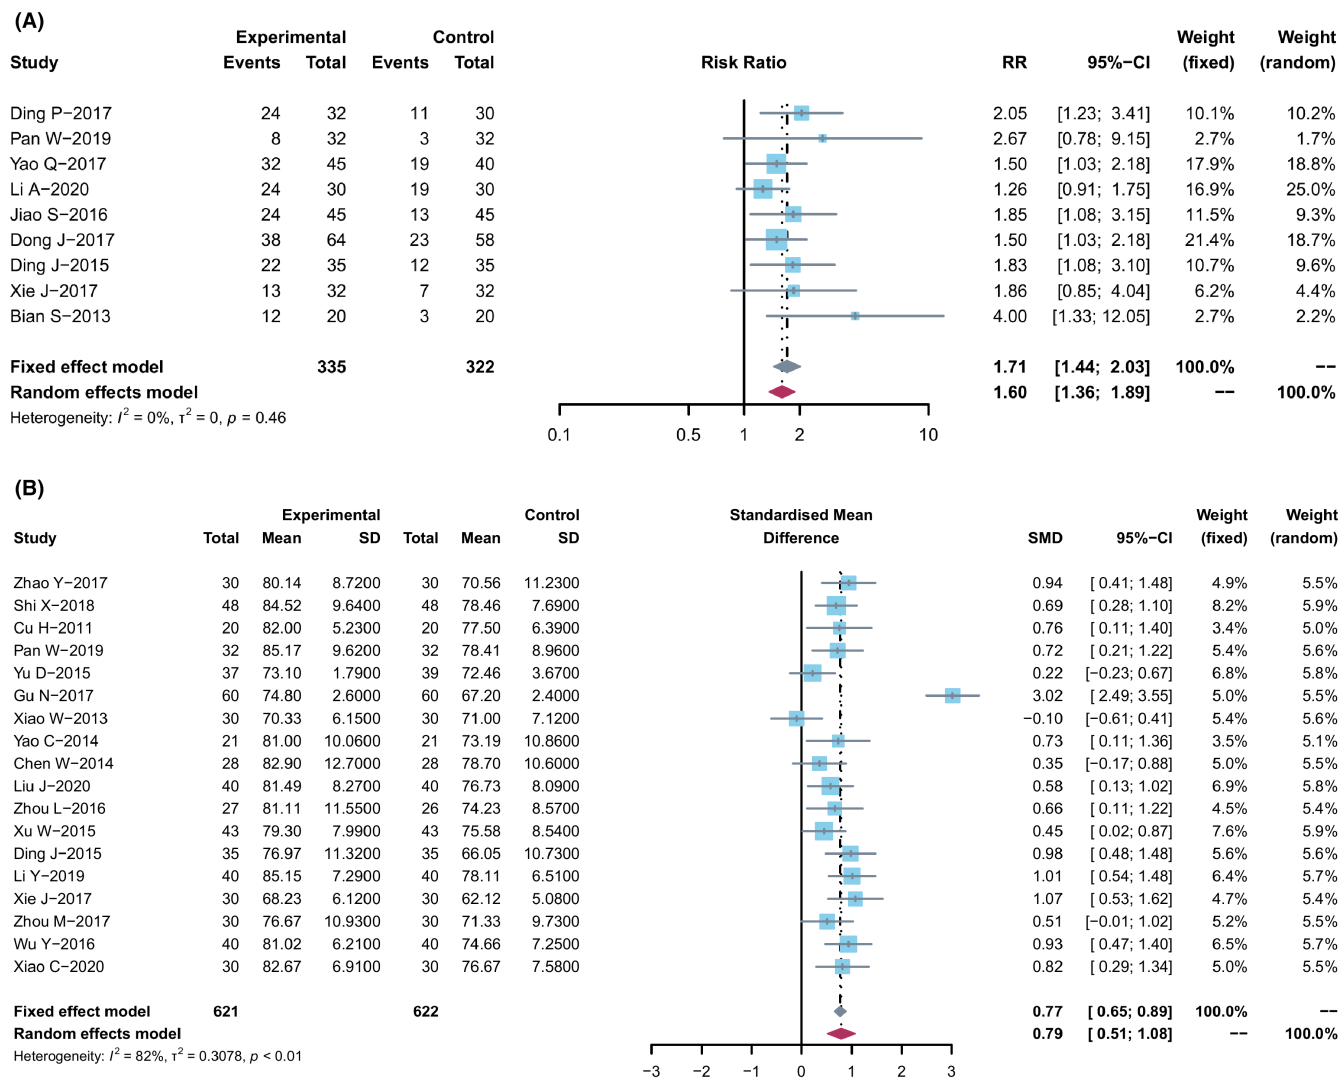 (A)
Experimental Control Weight Weight
Study Events Total Events Total Risk Ratio RR 95%−CI (fixed) (random)
Ding P−2017 24 32 11 30 2.05 [1.23; 3.41] 10.1% 10.2%
Pan W−2019 8 32 3 32 2.67 [0.78; 9.15] 2.7% 1.7%
Yao Q−2017 32 45 19 40 1.50 [1.03; 2.18] 17.9% 18.8%
Li A−2020 24 30 19 30 1.26 [0.91; 1.75] 16.9% 25.0%
Jiao S−2016 24 45 13 45 1.85 [1.08; 3.15] 11.5% 9.3%
Dong J−2017 38 64 23 58 1.50 [1.03; 2.18] 21.4% 18.7%
Ding J−2015 22 35 12 35 1.83 [1.08; 3.10] 10.7% 9.6%
Xie J−2017 13 32 7 32 1.86 [0.85; 4.04] 6.2% 4.4%
Bian S−2013 12 20 3 20 4.00 [1.33; 12.05] 2.7% 2.2%
Fixed effect model 335 322 1.71 [1.44; 2.03] 100.0% −−
Random effects model 1.60 [1.36; 1.89] −− 100.0%
Heterogeneity: I² = 0%, τ² = 0, p = 0.46
0.1 0.5 1 2 10
(B)
Experimental Control Standardised Mean Weight Weight
Study Total Mean SD Total Mean SD Difference SMD 95%−CI (fixed) (random)
Zhao Y−2017 30 80.14 8.7200 30 70.56 11.2300 0.94 [ 0.41; 1.48] 4.9% 5.5%
Shi X−2018 48 84.52 9.6400 48 78.46 7.6900 0.69 [ 0.28; 1.10] 8.2% 5.9%
Cu H−2011 20 82.00 5.2300 20 77.50 6.3900 0.76 [ 0.11; 1.40] 3.4% 5.0%
Pan W−2019 32 85.17 9.6200 32 78.41 8.9600 0.72 [ 0.21; 1.22] 5.4% 5.6%
Yu D−2015 37 73.10 1.7900 39 72.46 3.6700 0.22 [−0.23; 0.67] 6.8% 5.8%
Gu N−2017 60 74.80 2.6000 60 67.20 2.4000 3.02 [ 2.49; 3.55] 5.0% 5.5%
Xiao W−2013 30 70.33 6.1500 30 71.00 7.1200 −0.10 [−0.61; 0.41] 5.4% 5.6%
Yao C−2014 21 81.00 10.0600 21 73.19 10.8600 0.73 [ 0.11; 1.36] 3.5% 5.1%
Chen W−2014 28 82.90 12.7000 28 78.70 10.6000 0.35 [−0.17; 0.88] 5.0% 5.5%
Liu J−2020 40 81.49 8.2700 40 76.73 8.0900 0.58 [ 0.13; 1.02] 6.9% 5.8%
Zhou L−2016 27 81.11 11.5500 26 74.23 8.5700 0.66 [ 0.11; 1.22] 4.5% 5.4%
Xu W−2015 43 79.30 7.9900 43 75.58 8.5400 0.45 [ 0.02; 0.87] 7.6% 5.9%
Ding J−2015 35 76.97 11.3200 35 66.05 10.7300 0.98 [ 0.48; 1.48] 5.6% 5.6%
Li Y−2019 40 85.15 7.2900 40 78.11 6.5100 1.01 [ 0.54; 1.48] 6.4% 5.7%
Xie J−2017 30 68.23 6.1200 30 62.12 5.0800 1.07 [ 0.53; 1.62] 4.7% 5.4%
Zhou M−2017 30 76.67 10.9300 30 71.33 9.7300 0.51 [−0.01; 1.02] 5.2% 5.5%
Wu Y−2016 40 81.02 6.2100 40 74.66 7.2500 0.93 [ 0.47; 1.40] 6.5% 5.7%
Xiao C−2020 30 82.67 6.9100 30 76.67 7.5800 0.82 [ 0.29; 1.34] 5.0% 5.5%
Fixed effect model 621 622 0.77 [ 0.65; 0.89] 100.0% −−
Random effects model 0.79 [ 0.51; 1.08] −− 100.0%
Heterogeneity: I² = 82%, τ² = 0.3078, p < 0.01
−3 −2 −1 0 1 2 3